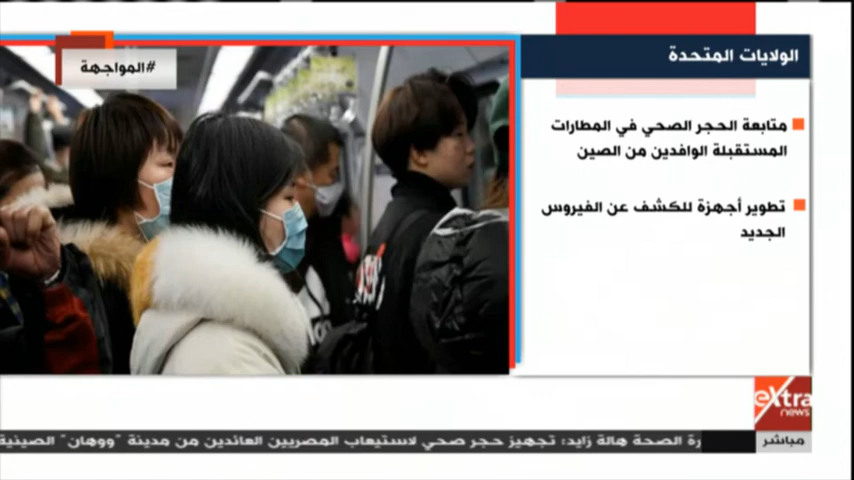 #المواجهة
الولايات المتحدة
متابعة الحجر الصحي في المطارات
المستقبلة الوافدين من الصين
تطوير أجهزة للكشف عن الفيروس
الجديد
eXtra
news
مباشر
رة الصحة هالة زايد: تجهيز حجر صحي لاستيعاب المصريين العائدين من مدينة "ووهان" الصينية